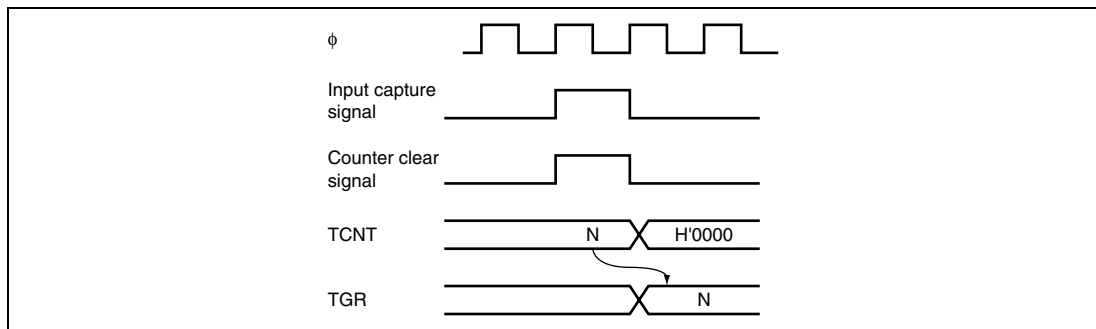 ϕ
Input capture
signal
Counter clear
signal
TCNT
N
H'0000
TGR
N